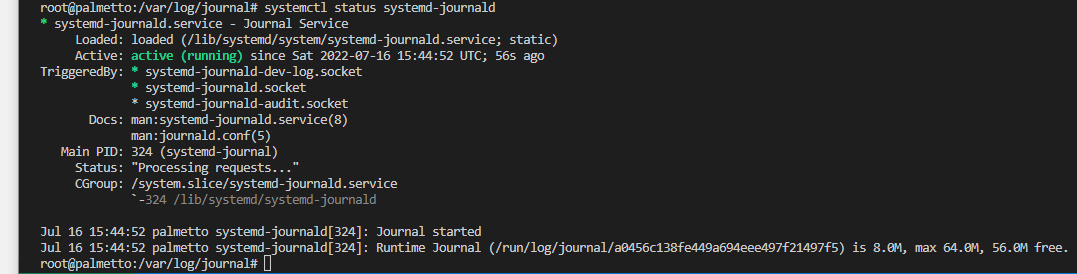 root@palmetto:/var/log/journal# systemctl status systemd-journald
* systemd-journald.service - Journal Service
Loaded: loaded (/lib/systemd/system/systemd-journald.service; static)
Active: active (running) since Sat 2022-07-16 15:44:52 UTC; 56s ago
TriggeredBy: * systemd-journald-dev-log.socket
* systemd-journald.socket
* systemd-journald-audit.socket
Docs: man:systemd-journald.service(8)
man:journald.conf(5)
Main PID: 324 (systemd-journal)
Status: "Processing requests..."
CGroup: /system.slice/systemd-journald.service
`-324 /lib/systemd/systemd-journald
Jul 16 15:44:52 palmetto systemd-journald[324]: Journal started
Jul 16 15:44:52 palmetto systemd-journald[324]: Runtime Journal (/run/log/journal/a0456c138fe449a694eee497f21497f5) is 8.0M, max 64.0M, 56.0M free.
root@palmetto:/var/log/journal#